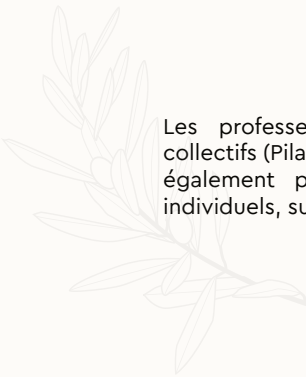 Les professe
collectifs (Pila
également p
individuels, su